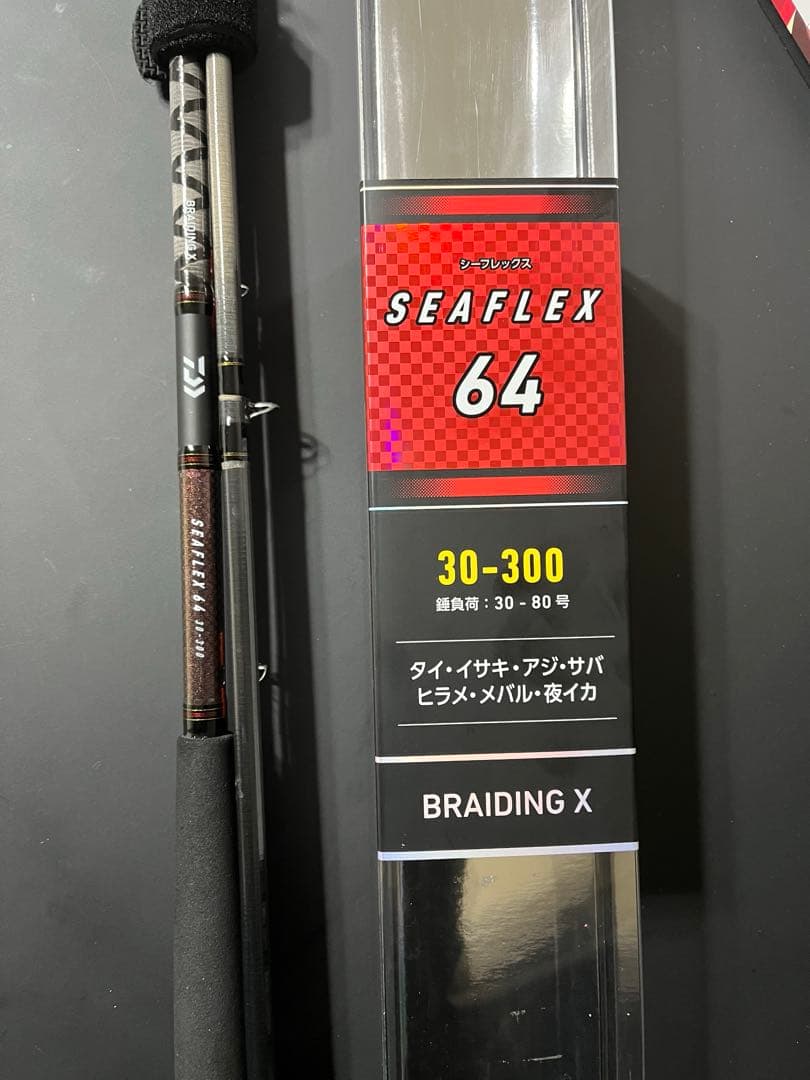 BRAIDING X
SEAFLEX 64 30-300
シーフレックス
SEAFLEX
64
30-300
錘負荷:30-80号
タイ・イサキ・アジ・サバ
ヒラメ・メバル・夜イカ
BRAIDING X